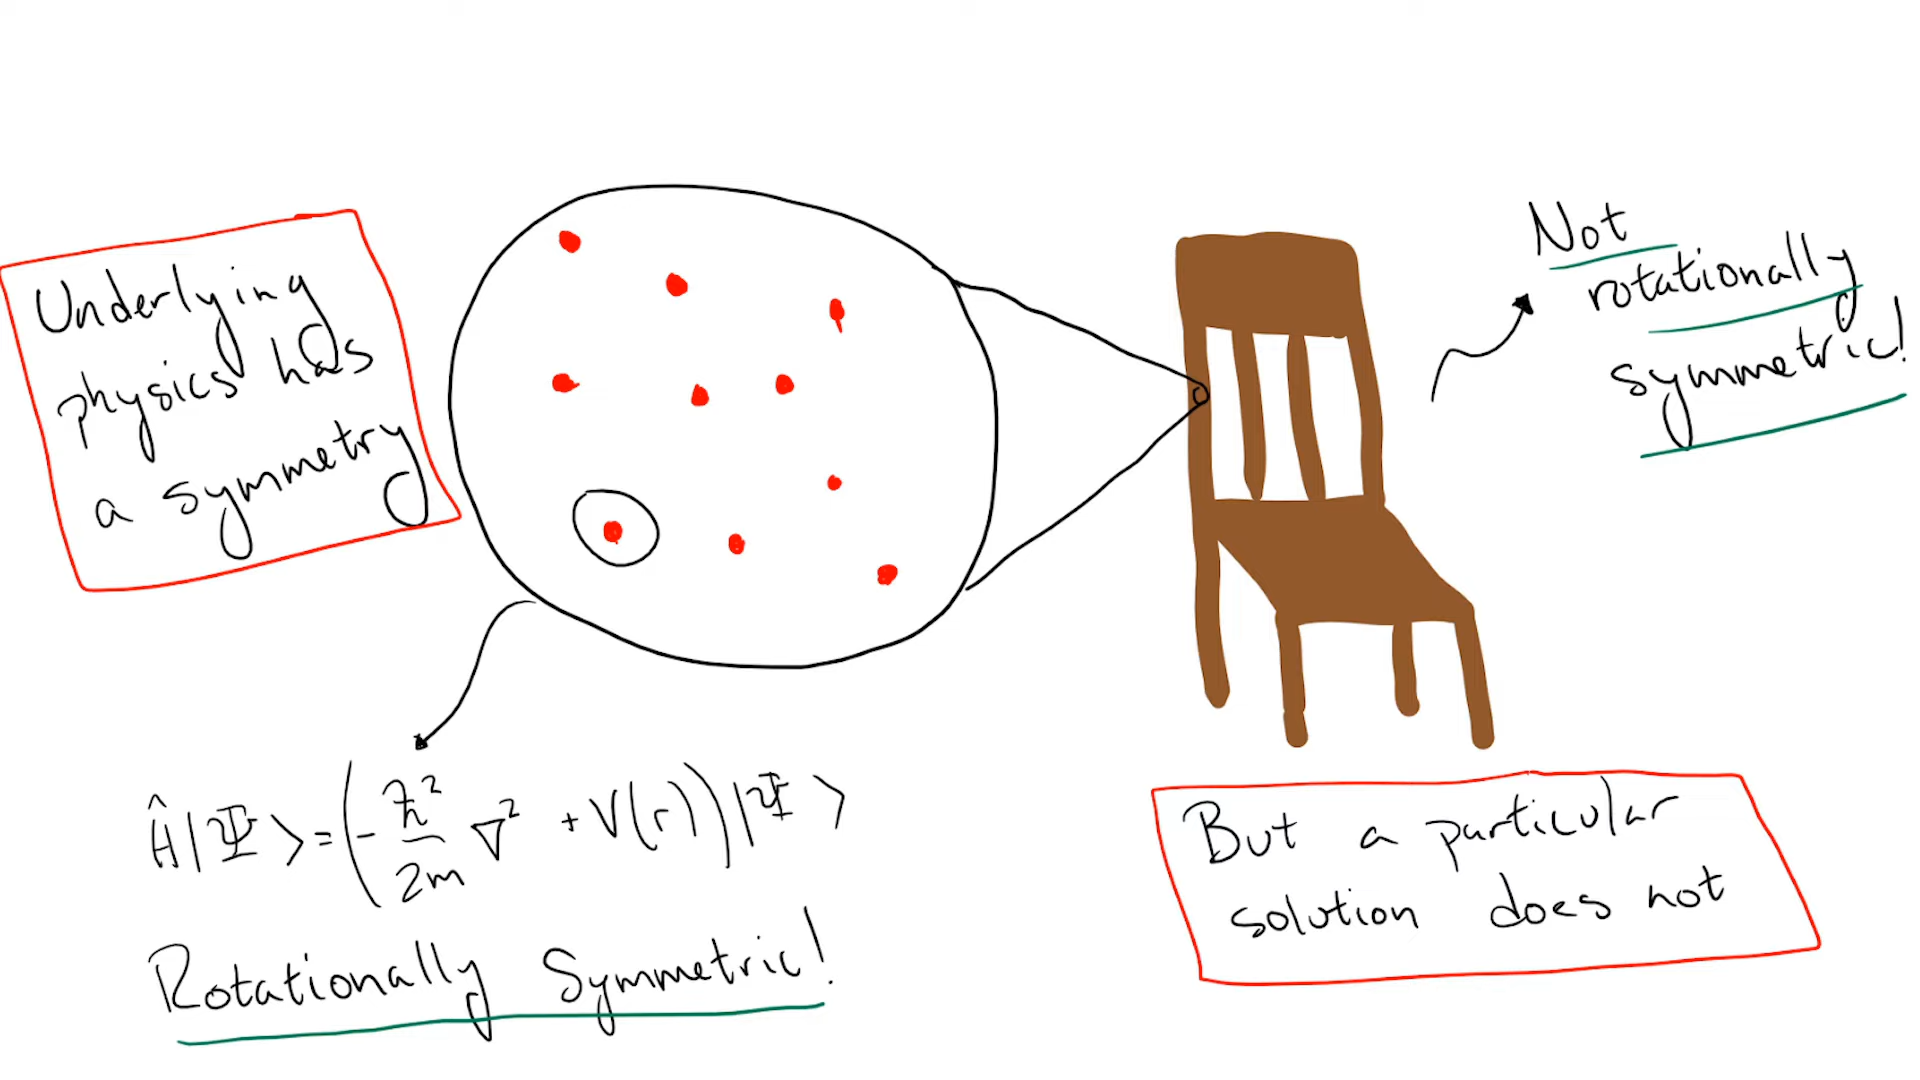 Underlying
physics has
a symmetry
Not
rotationally
symmetric!
Ĥ|Ψ⟩=(-ħ²/2m ∇² + V(r))|Ψ⟩
Rotationally Symmetric!
But a particular
solution does not